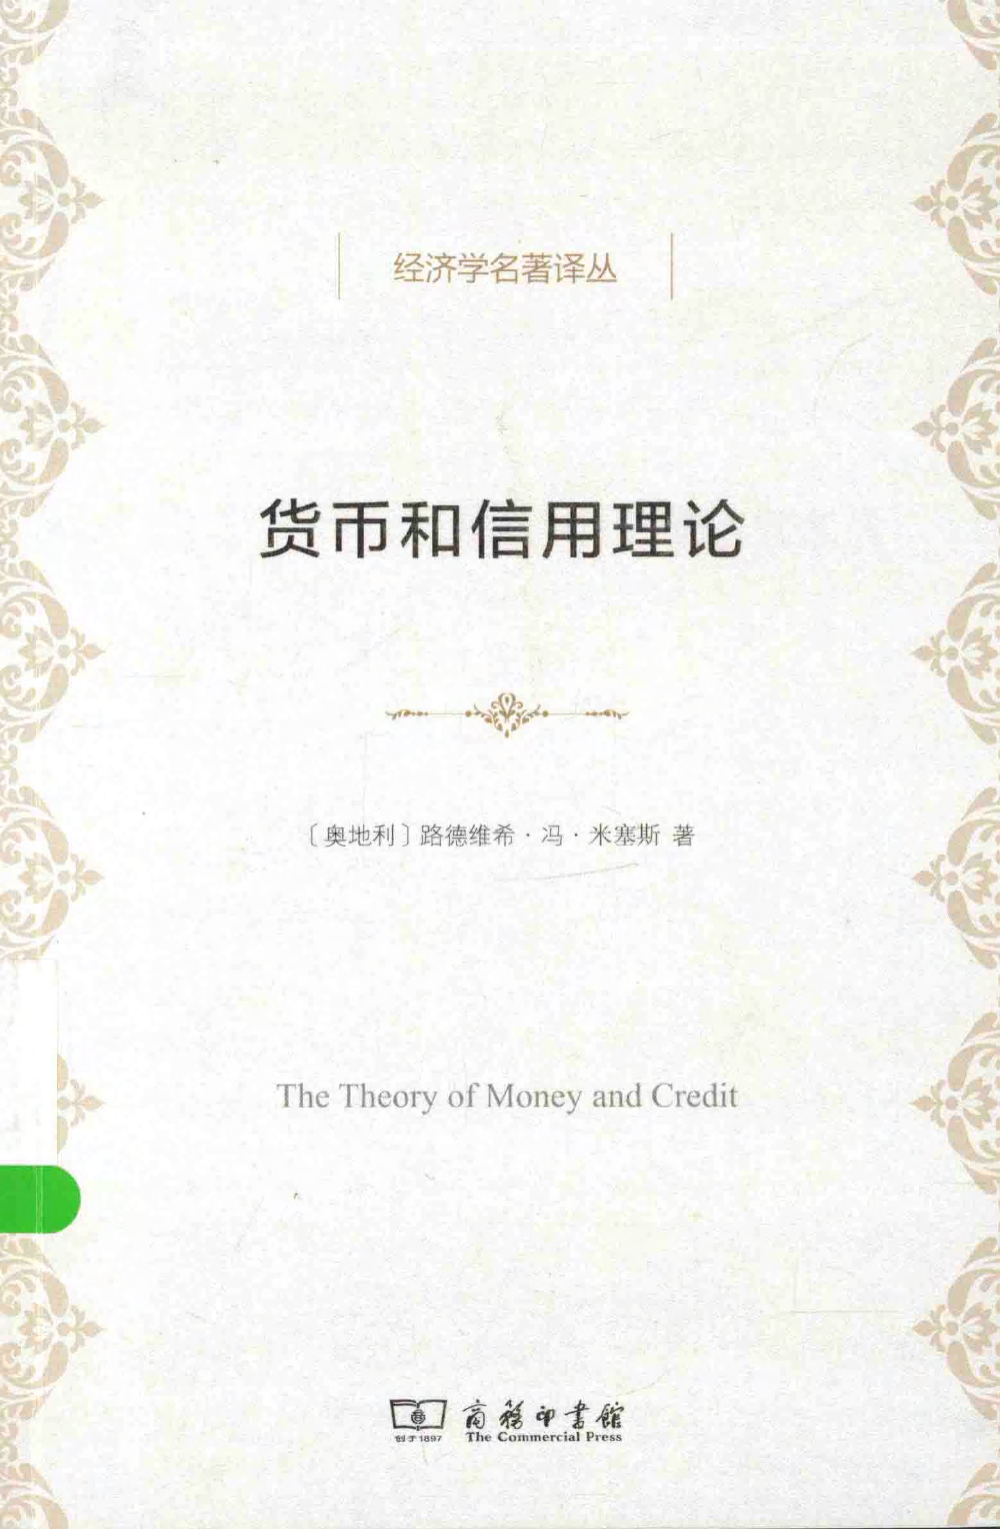 经济学名著译丛
货币和信用理论
〔奥地利〕路德维希·冯·米塞斯 著
The Theory of Money and Credit
商務印書館
创于1897 The Commercial Press